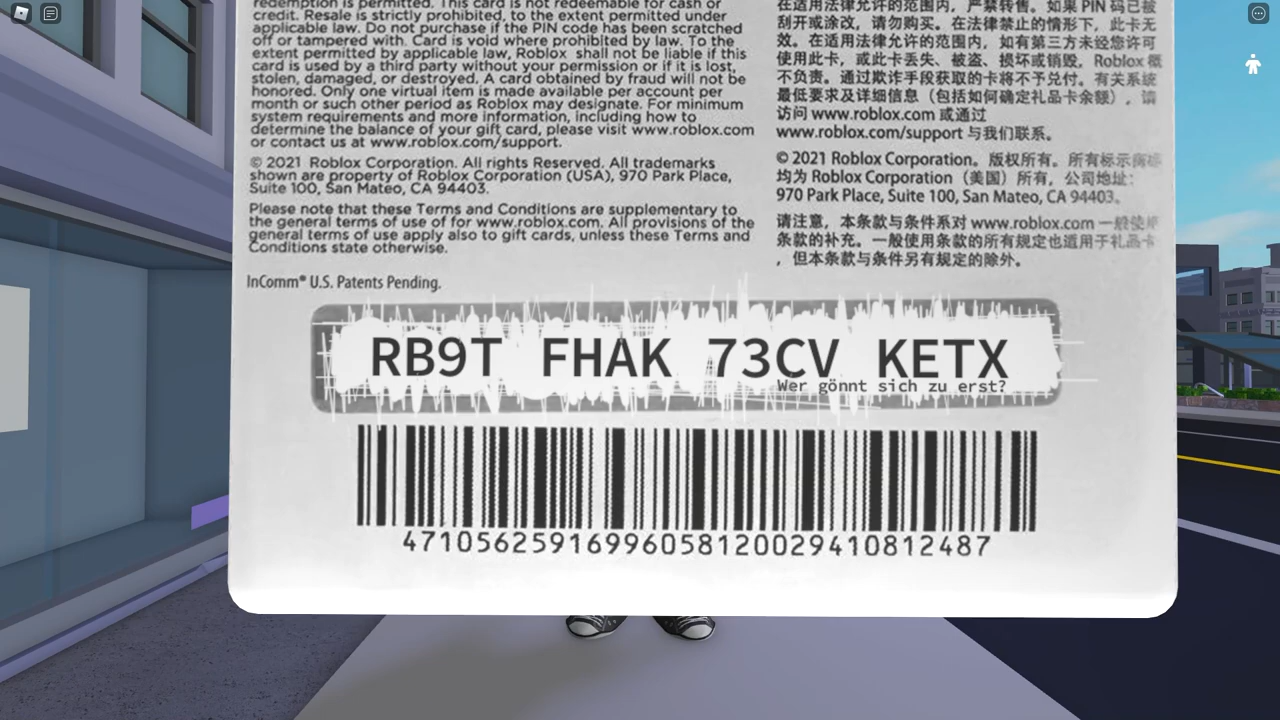 redemption is permitted. This card is not redeemable for cash or
credit. Resale is strictly prohibited, to the extent permitted under
applicable law. Do not purchase if the PIN code has been scratched
off or tampered with. Card is void where prohibited by law. To the
extent permitted by applicable law, Roblox shall not be liable if this
card is used by a third party without your permission or if it is lost,
stolen, damaged, or destroyed. A card obtained by fraud will not be
honored. Only one virtual item is made available per account per
month or such other period as Roblox may designate. For minimum
system requirements and more information, including how to
determine the balance of your gift card, please visit www.roblox.com
or contact us at www.roblox.com/support.
© 2021 Roblox Corporation. All rights Reserved. All trademarks
shown are property of Roblox Corporation (USA), 970 Park Place,
Suite 100, San Mateo, CA 94403.
Please note that these Terms and Conditions are supplementary to
the general terms of use of for www.roblox.com. All provisions of the
general terms of use apply also to gift cards, unless these Terms and
Conditions state otherwise.
InComm® U.S. Patents Pending.
在适用法律允许的范围内，严禁转售。如果 PIN 码已被
刮开或涂改，请勿购买。在法律禁止的情形下，此卡无
效。在适用法律允许的范围内，如有第三方未经您许可
使用此卡，或此卡丢失、被盗、损坏或销毁，Roblox 概
不负责。通过欺诈手段获取的卡将不予兑付。有关系统
最低要求及详细信息（包括如何确定礼品卡余额），请
访问 www.roblox.com 或通过
www.roblox.com/support 与我们联系。
© 2021 Roblox Corporation。版权所有。所有标示商标
均为 Roblox Corporation（美国）所有，公司地址：
970 Park Place, Suite 100, San Mateo, CA 94403.
请注意，本条款与条件系对 www.roblox.com 一般使用
条款的补充。一般使用条款的所有规定也适用于礼品卡
，但本条款与条件另有规定的除外。
RB9T FHAK 73CV KETX
Wer gönnt sich zu erst?
47105625916996058120029410812487